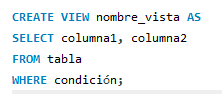 CREATE VIEW nombre_vista AS
SELECT columna1, columna2
FROM tabla
WHERE condición;